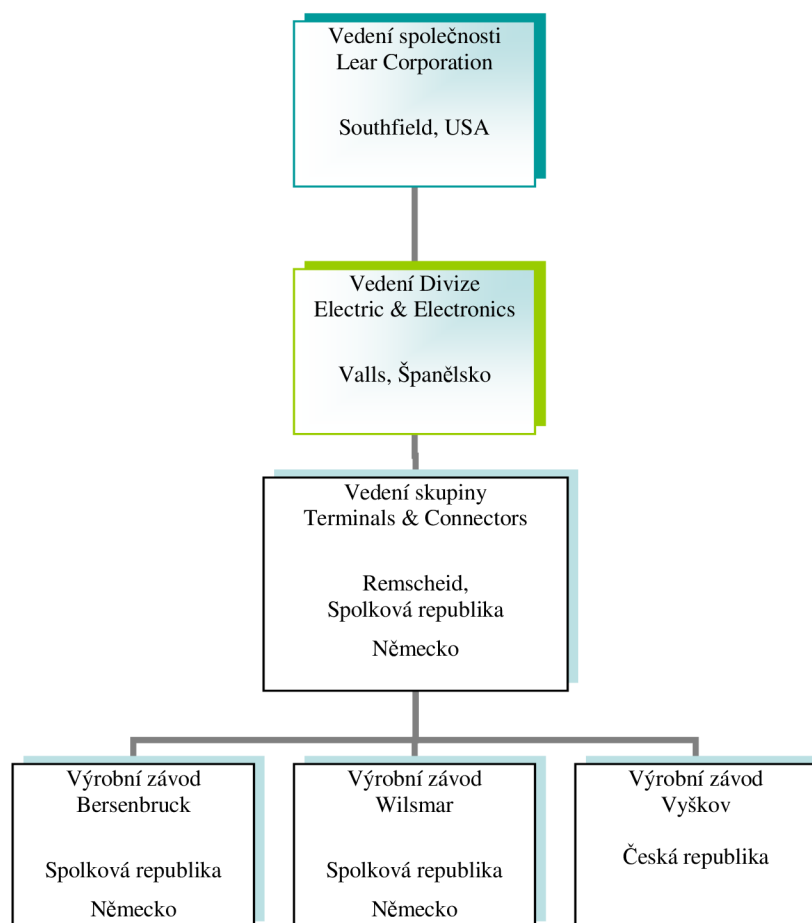 Vedení společnosti
Lear Corporation
Southfield, USA
Vedení Divize
Electric & Electronics
Valls, Španělsko
Vedení skupiny
Terminals & Connectors
Remscheid,
Spolková republika
Německo
Výrobní závod
Bersenbruck
Spolková republika
Německo
Výrobní závod
Wilsmar
Spolková republika
Německo
Výrobní závod
Vyškov
Česká republika